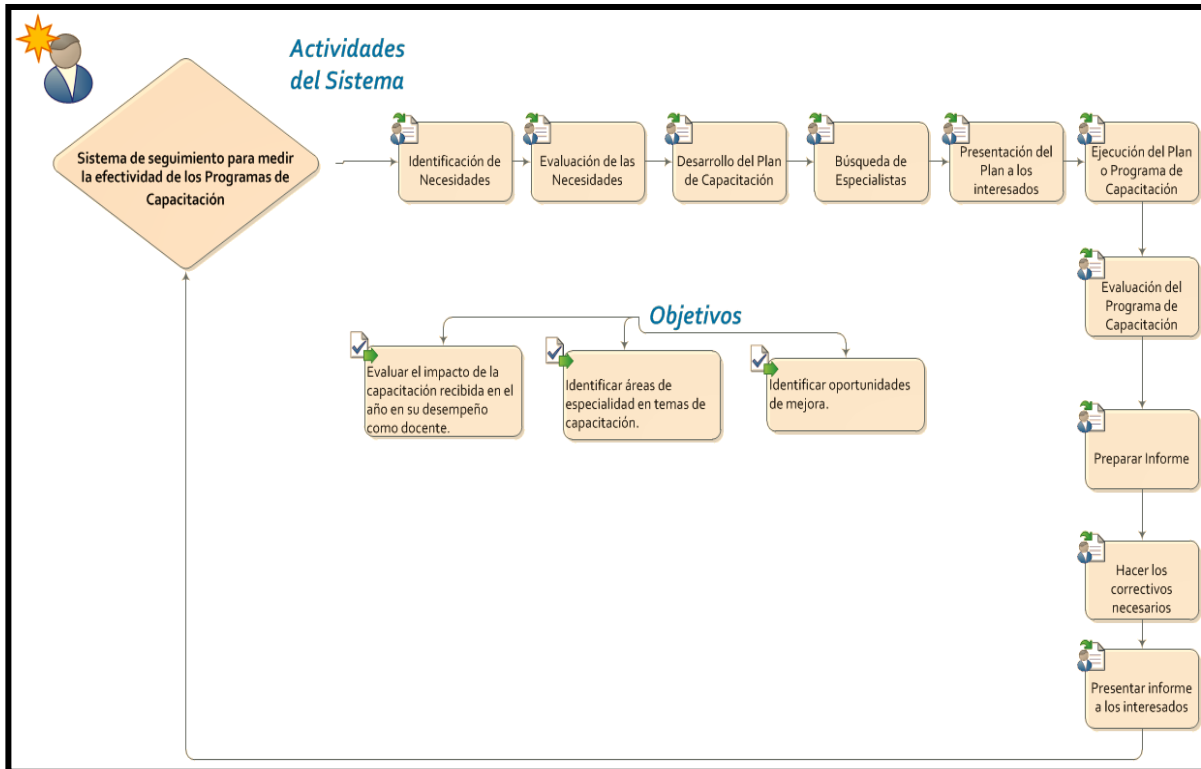 Actividades
del Sistema
Sistema de seguimiento para medir
la efectividad de los Programas de
Capacitación
Identificación de
Necesidades
Evaluación de las
Necesidades
Desarrollo del Plan
de Capacitación
Búsqueda de
Especialistas
Presentación del
Plan a los
interesados
Ejecución del Plan
o Programa de
Capacitación
Evaluación del
Programa de
Capacitación
Objetivos
Evaluar el impacto de la
capacitación recibida en el
año en su desempeño
como docente.
Identificar áreas de
especialidad en temas de
capacitación.
Identificar oportunidades
de mejora.
Preparar Informe
Hacer los
correctivos
necesarios
Presentar informe
a los interesados